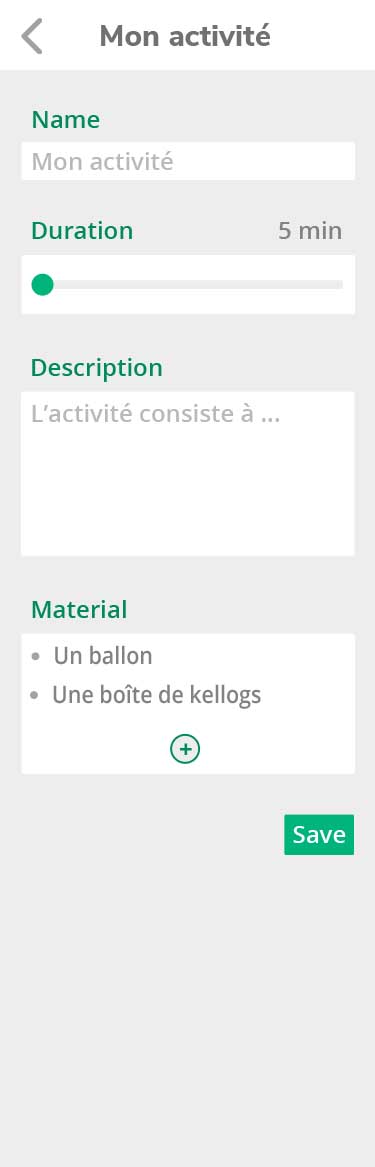 Mon activité
Name
Mon activité
Duration 5 min
Description
L’activité consiste à ...
Material
• Un ballon
• Une boîte de kellogs
+
Save